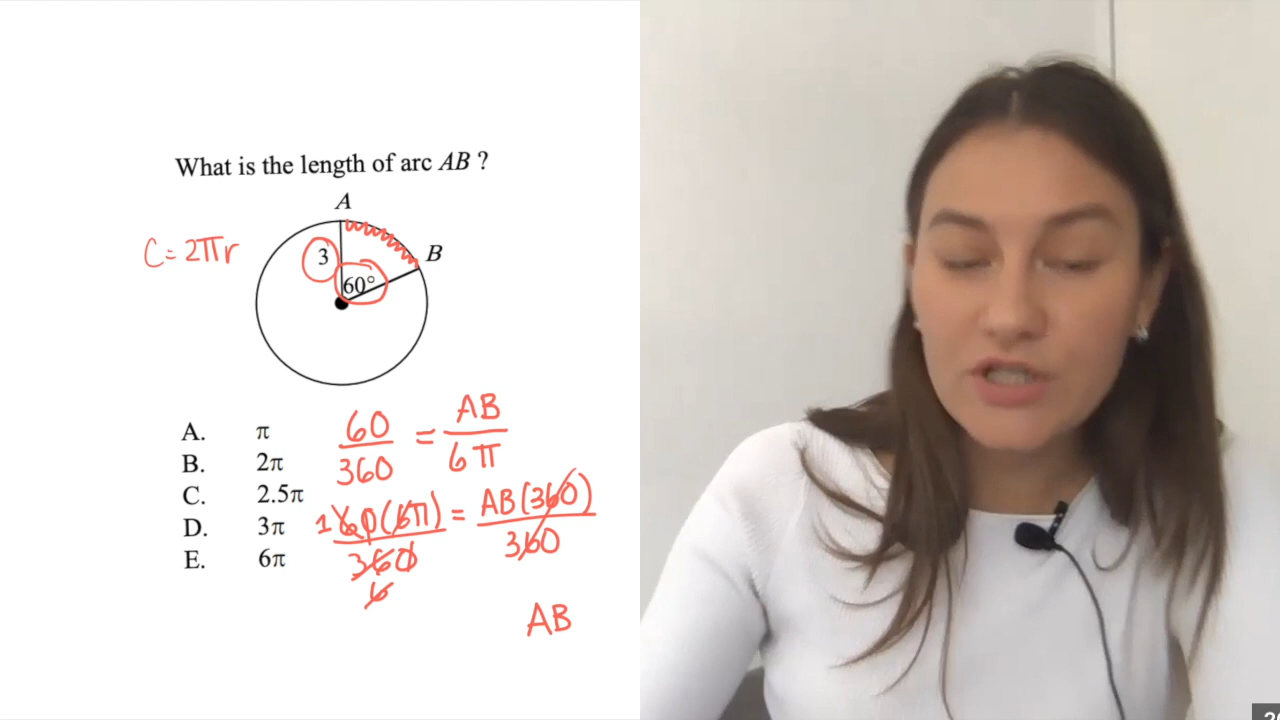 What is the length of arc AB ?
A
C = 2πr
3
B
60°
A. π
B. 2π
C. 2.5π
D. 3π
E. 6π
60/360 = AB/6π
1 60(6π)/360 = AB(360)/360
6
AB